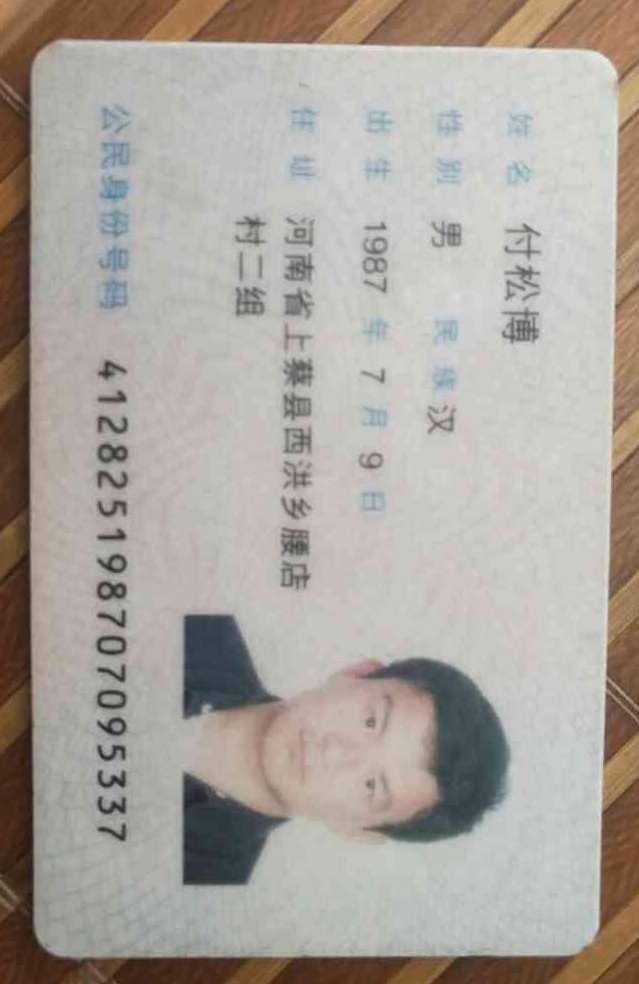 姓名 付松博
性别 男 民族 汉
出生 1987 年 7 月 9 日
住址 河南省上蔡县西洪乡腰店
村二组
公民身份号码 412825198707095337